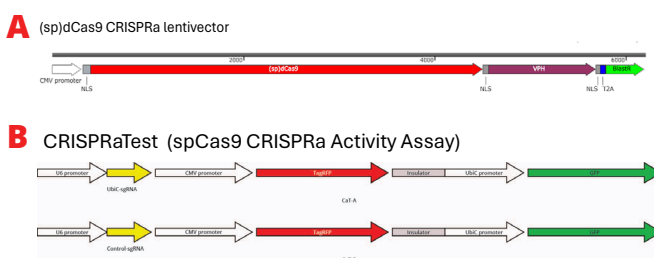 A (sp)dCas9 CRISPRa lentivector
2000 4000 6000
(sp)dCas9 VPH BlastR
CMV promoter
NLS NLS NLS T2A
B CRISPRaTest (spCas9 CRISPRa Activity Assay)
U6 promoter CMV promoter TagRFP Insulator UbiC promoter GFP
UbiC-sgRNA
CaT-A
U6 promoter CMV promoter TagRFP Insulator UbiC promoter GFP
Control-sgRNA